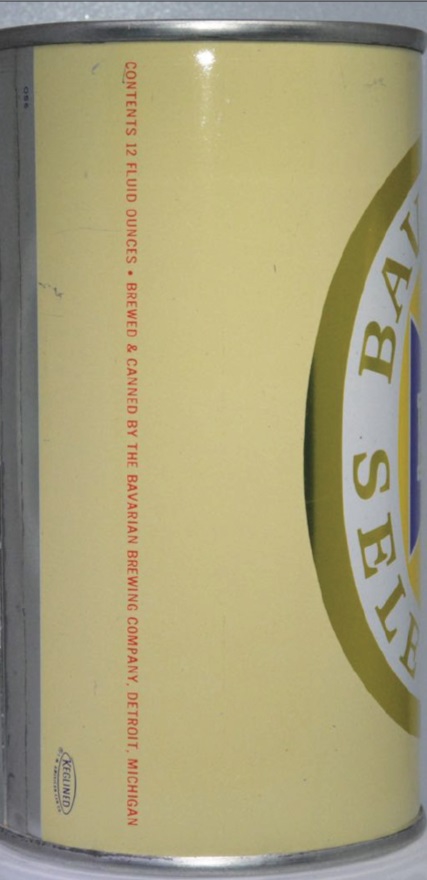 CONTENTS 12 FLUID OUNCES • BREWED & CANNED BY THE BAVARIAN BREWING COMPANY, DETROIT, MICHIGAN
KEGLINED